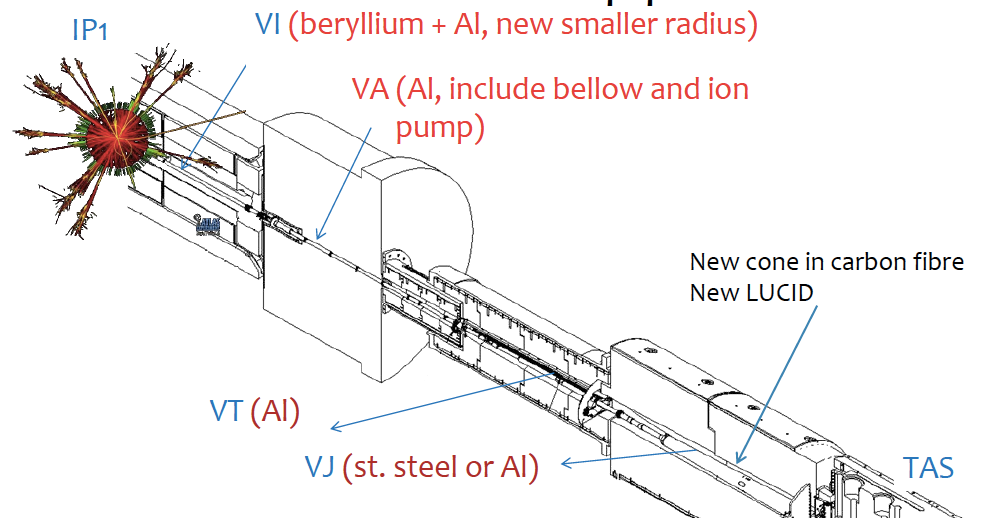 IP1
VI (beryllium + Al, new smaller radius)
VA (Al, include bellow and ion
pump)
New cone in carbon fibre
New LUCID
VT (Al)
VJ (st. steel or Al)
TAS